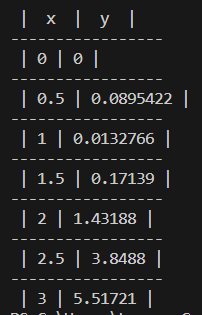 | x | y |
----------------
| 0 | 0 |
----------------
| 0.5 | 0.0895422 |
----------------
| 1 | 0.0132766 |
----------------
| 1.5 | 0.17139 |
----------------
| 2 | 1.43188 |
----------------
| 2.5 | 3.8488 |
----------------
| 3 | 5.51721 |